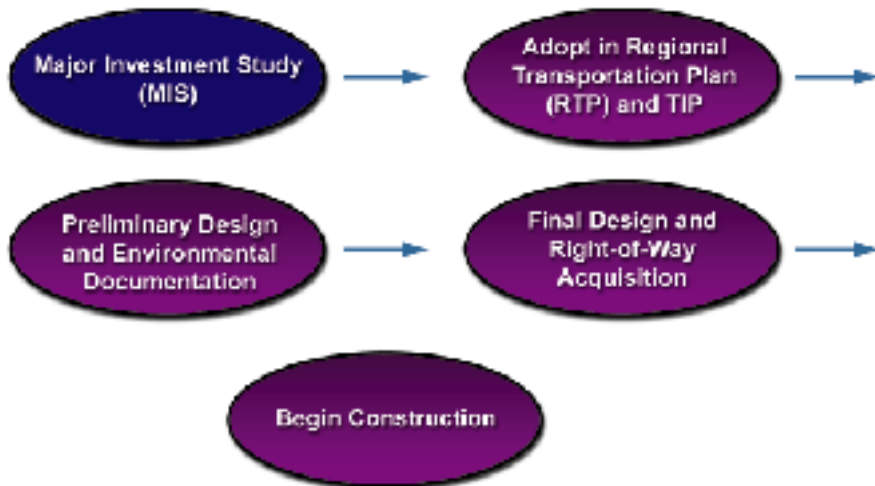 Major Investment Study
(MIS)
Adopt in Regional
Transportation Plan
(RTP) and TIP
Preliminary Design
and Environmental
Documentation
Final Design and
Right-of-Way
Acquisition
Begin Construction